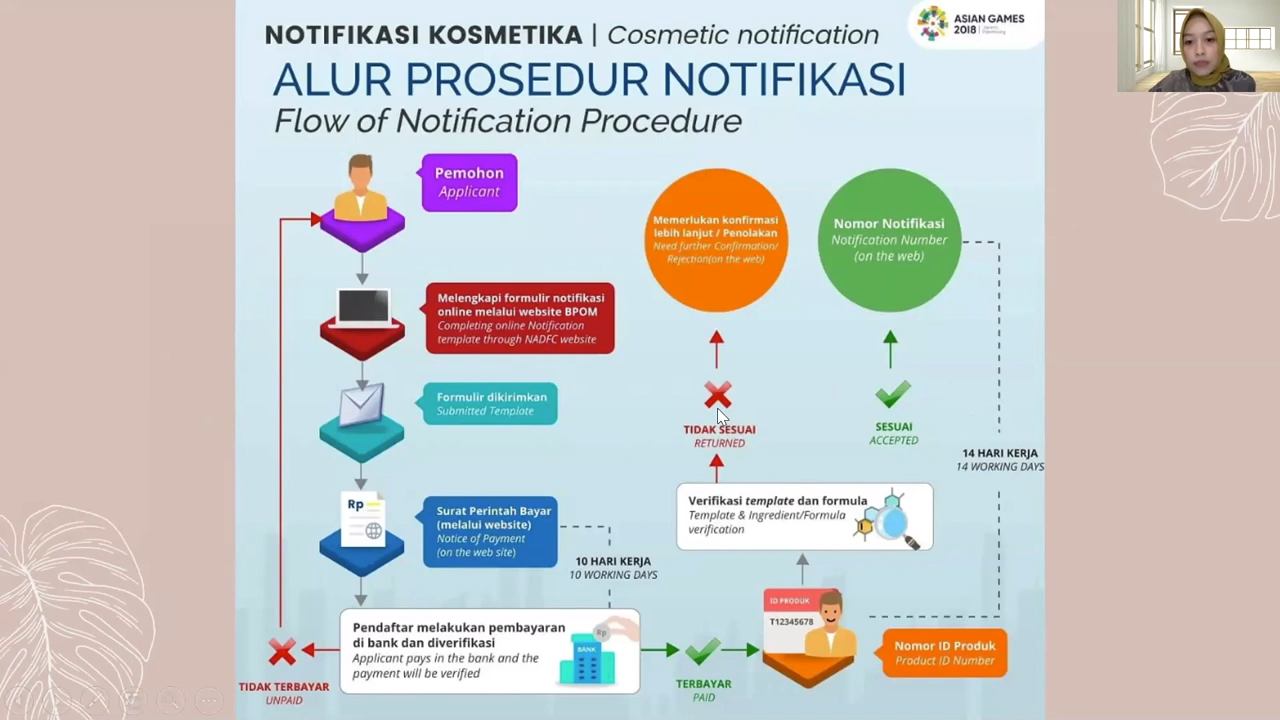 NOTIFIKASI KOSMETIKA | Cosmetic notification
ASIAN GAMES
2018
ALUR PROSEDUR NOTIFIKASI
Flow of Notification Procedure
Pemohon
Applicant
Melengkapi formulir notifikasi
online melalui website BPOM
Completing online Notification
template through NADFC website
Formulir dikirimkan
Submitted Template
Rp
Surat Perintah Bayar
(melalui website)
Notice of Payment
(on the web site)
10 HARI KERJA
10 WORKING DAYS
Pendaftar melakukan pembayaran
di bank dan diverifikasi
Applicant pays in the bank and the
payment will be verified
Rp
BANK
TIDAK TERBAYAR
UNPAID
TERBAYAR
PAID
ID PRODUK
T12345678
Nomor ID Produk
Product ID Number
Verifikasi template dan formula
Template & Ingredient/Formula
verification
TIDAK SESUAI
RETURNED
SESUAI
ACCEPTED
Memerlukan konfirmasi
lebih lanjut / Penolakan
Need further Confirmation/
Rejection(on the web)
Nomor Notifikasi
Notification Number
(on the web)
14 HARI KERJA
14 WORKING DAYS